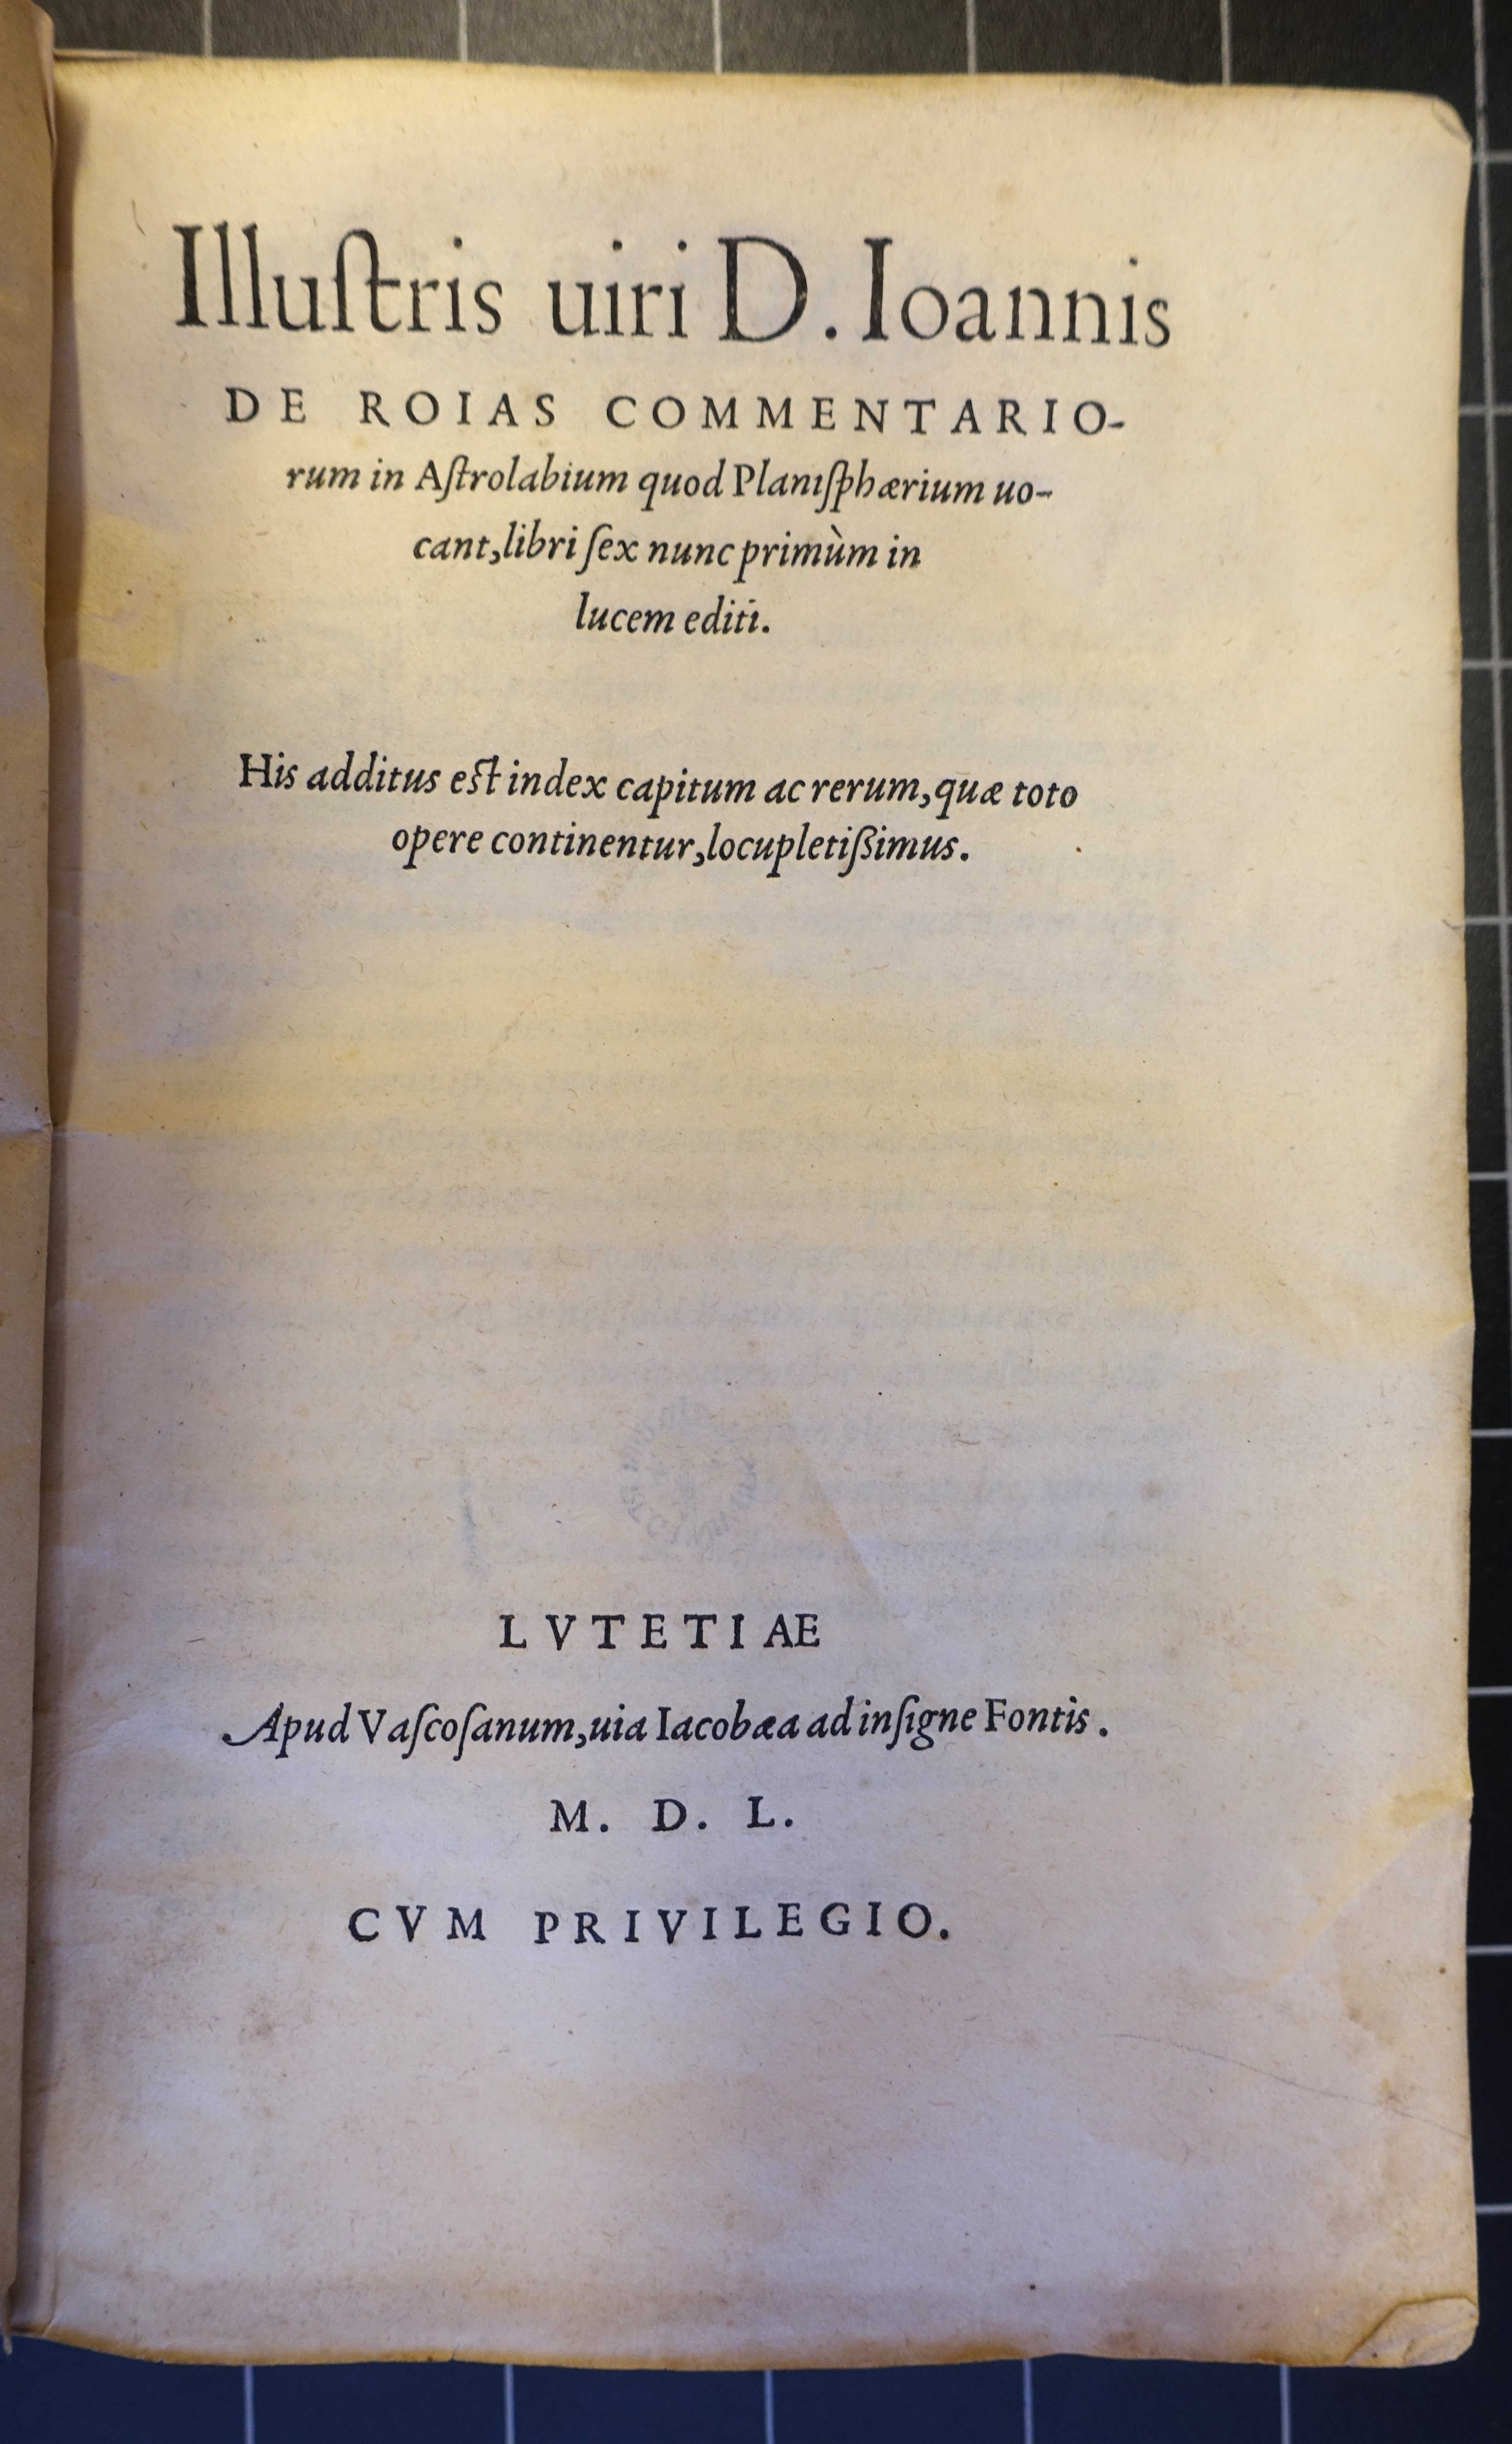 Illuſtris uiri D. Ioannis
DE ROIAS COMMENTARIO-
rum in Aſtrolabium quod Planiſphærium uo-
cant, libri ſex nunc primùm in
lucem editi.
His additus est index capitum ac rerum, quæ toto
opere continentur, locupletiſſimus.
LVTETIAE
Apud Vaſcoſanum, uia Iacobæa ad inſigne Fontis.
M. D. L.
CVM PRIVILEGIO.